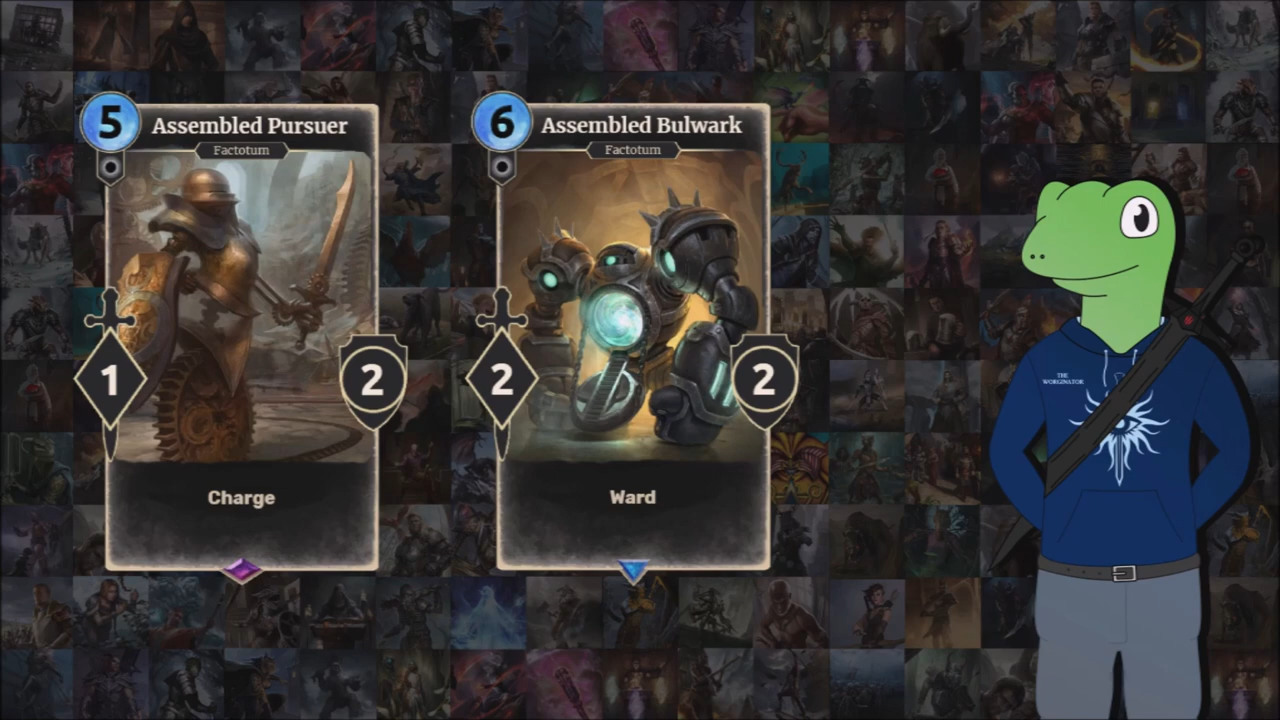 5
Assembled Pursuer
Factotum
1
2
Charge
6
Assembled Bulwark
Factotum
2
2
Ward
THE
WORGINATOR